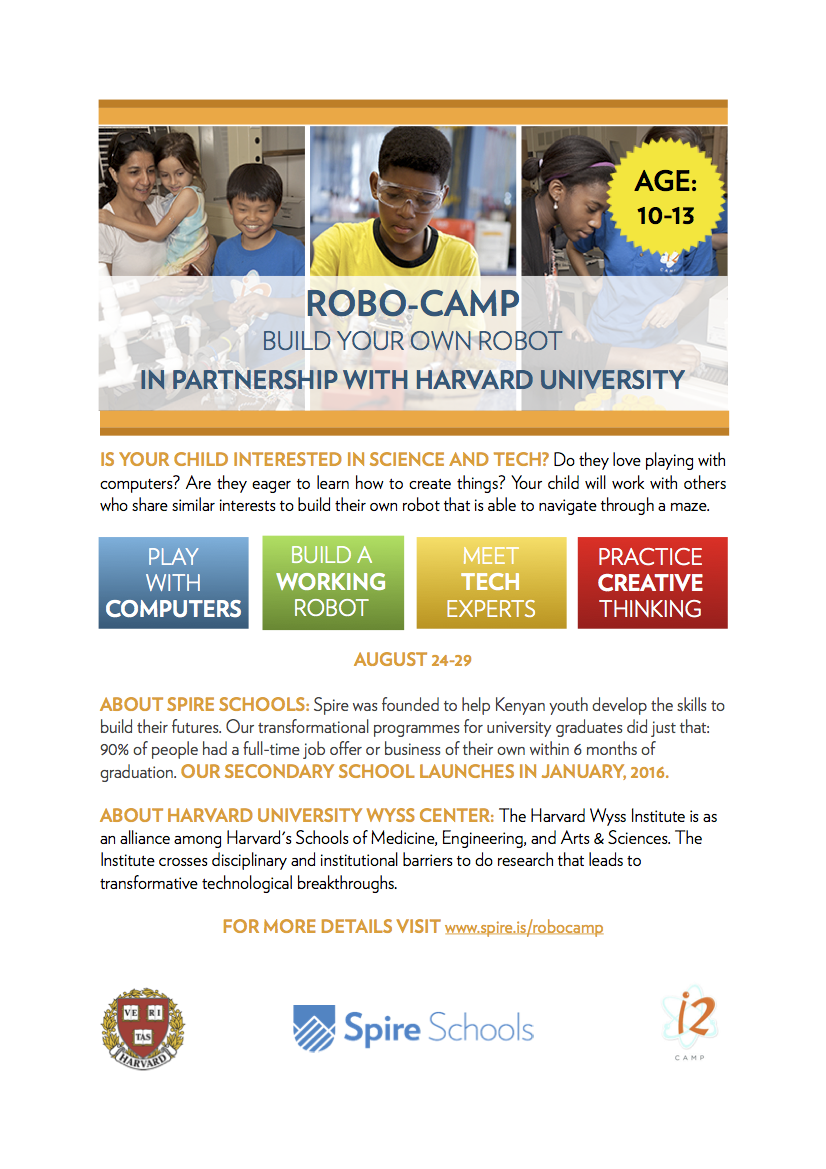 AGE:
10-13
ROBO-CAMP
BUILD YOUR OWN ROBOT
IN PARTNERSHIP WITH HARVARD UNIVERSITY
IS YOUR CHILD INTERESTED IN SCIENCE AND TECH? Do they love playing with
computers? Are they eager to learn how to create things? Your child will work with others
who share similar interests to build their own robot that is able to navigate through a maze.
PLAY
WITH
COMPUTERS
BUILD A
WORKING
ROBOT
MEET
TECH
EXPERTS
PRACTICE
CREATIVE
THINKING
AUGUST 24-29
ABOUT SPIRE SCHOOLS: Spire was founded to help Kenyan youth develop the skills to
build their futures. Our transformational programmes for university graduates did just that:
90% of people had a full-time job offer or business of their own within 6 months of
graduation. OUR SECONDARY SCHOOL LAUNCHES IN JANUARY, 2016.
ABOUT HARVARD UNIVERSITY WYSS CENTER: The Harvard Wyss Institute is as
an alliance among Harvard's Schools of Medicine, Engineering, and Arts & Sciences. The
Institute crosses disciplinary and institutional barriers to do research that leads to
transformative technological breakthroughs.
FOR MORE DETAILS VISIT www.spire.is/robocamp
VE RI
TAS
HARVARD
Spire Schools
i2
CAMP